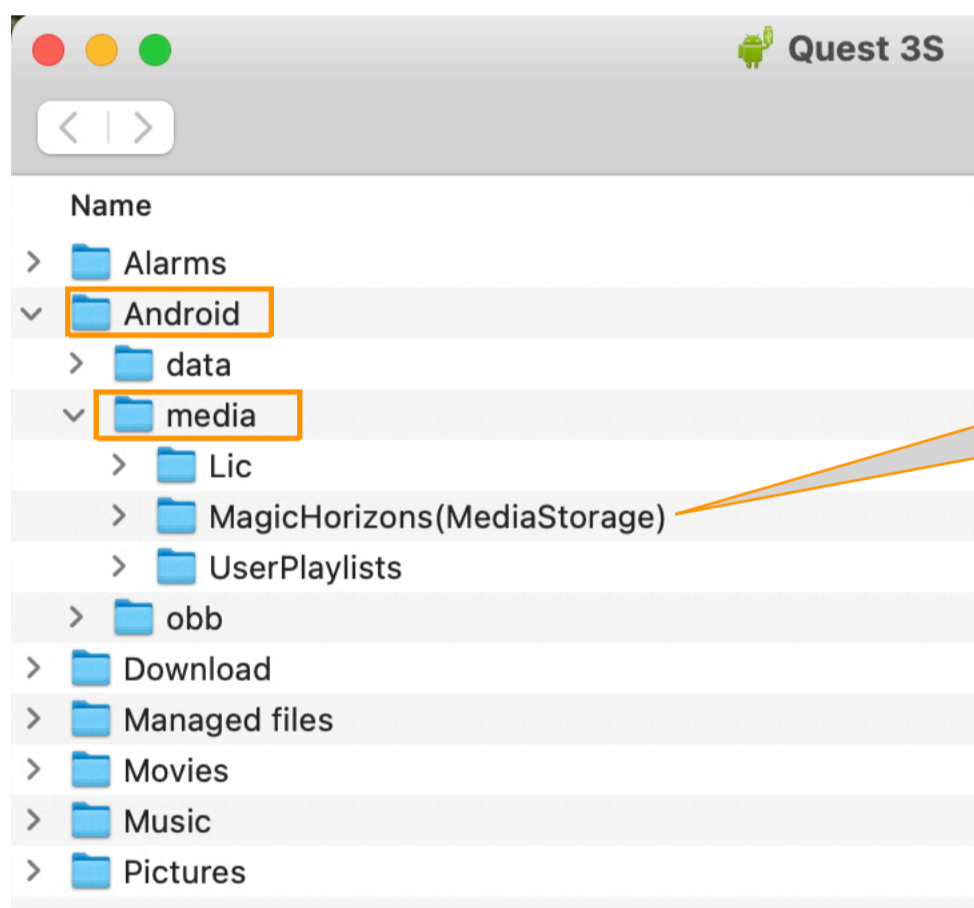 Quest 3S
Name
Alarms
Android
data
media
Lic
MagicHorizons(MediaStorage)
UserPlaylists
obb
Download
Managed files
Movies
Music
Pictures